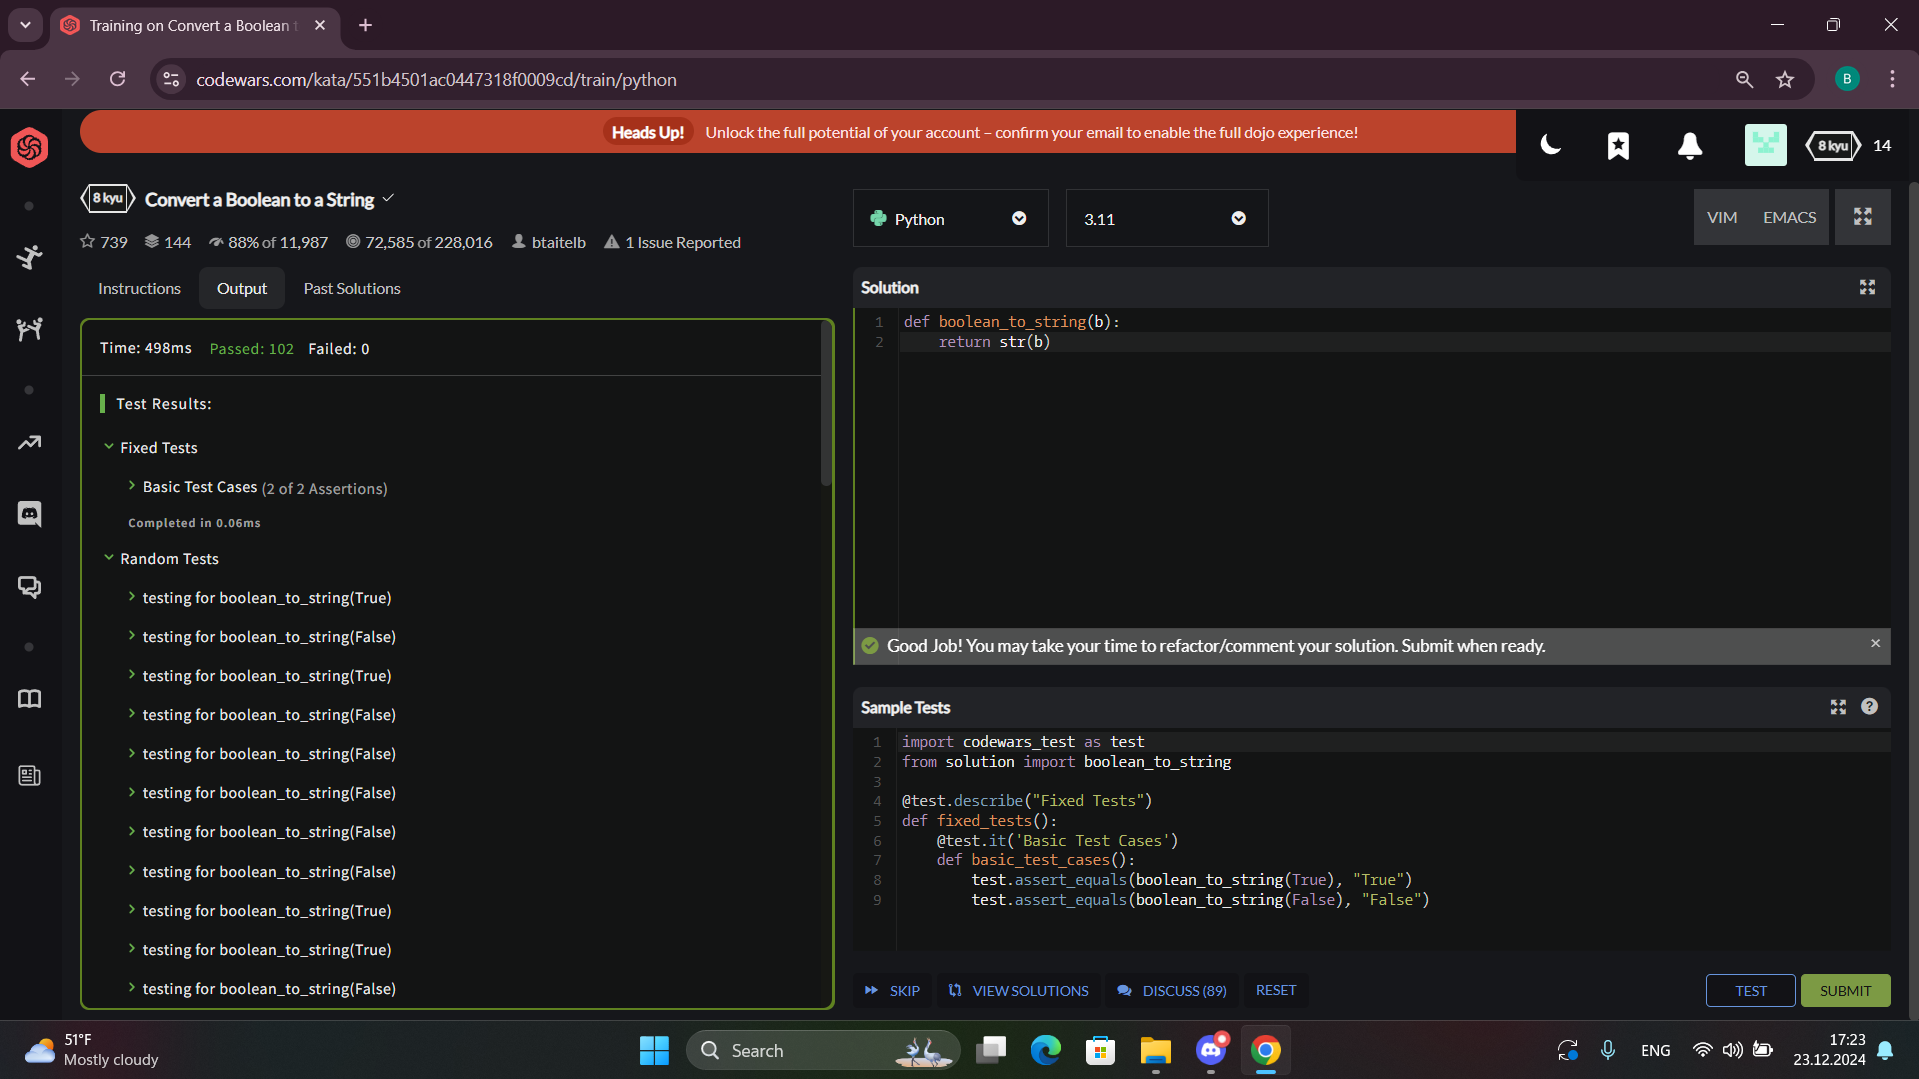 Training on Convert a Boolean t
codewars.com/kata/551b4501ac0447318f0009cd/train/python
B
Heads Up! Unlock the full potential of your account – confirm your email to enable the full dojo experience!
8 kyu 14
8 kyu Convert a Boolean to a String
739 144 88% of 11,987 72,585 of 228,016 btaitelb 1 Issue Reported
Instructions Output Past Solutions
Time: 498ms Passed: 102 Failed: 0
Test Results:
Fixed Tests
Basic Test Cases (2 of 2 Assertions)
Completed in 0.06ms
Random Tests
testing for boolean_to_string(True)
testing for boolean_to_string(False)
testing for boolean_to_string(True)
testing for boolean_to_string(False)
testing for boolean_to_string(False)
testing for boolean_to_string(False)
testing for boolean_to_string(False)
testing for boolean_to_string(False)
testing for boolean_to_string(True)
testing for boolean_to_string(True)
testing for boolean_to_string(False)
Python 3.11 VIM EMACS
Solution
1 def boolean_to_string(b):
2     return str(b)
Good Job! You may take your time to refactor/comment your solution. Submit when ready.
Sample Tests
?
1 import codewars_test as test
2 from solution import boolean_to_string
3
4 @test.describe("Fixed Tests")
5 def fixed_tests():
6     @test.it('Basic Test Cases')
7     def basic_test_cases():
8         test.assert_equals(boolean_to_string(True), "True")
9         test.assert_equals(boolean_to_string(False), "False")
SKIP VIEW SOLUTIONS DISCUSS (89) RESET TEST SUBMIT
51°F
Mostly cloudy
Search
ENG
17:23
23.12.2024